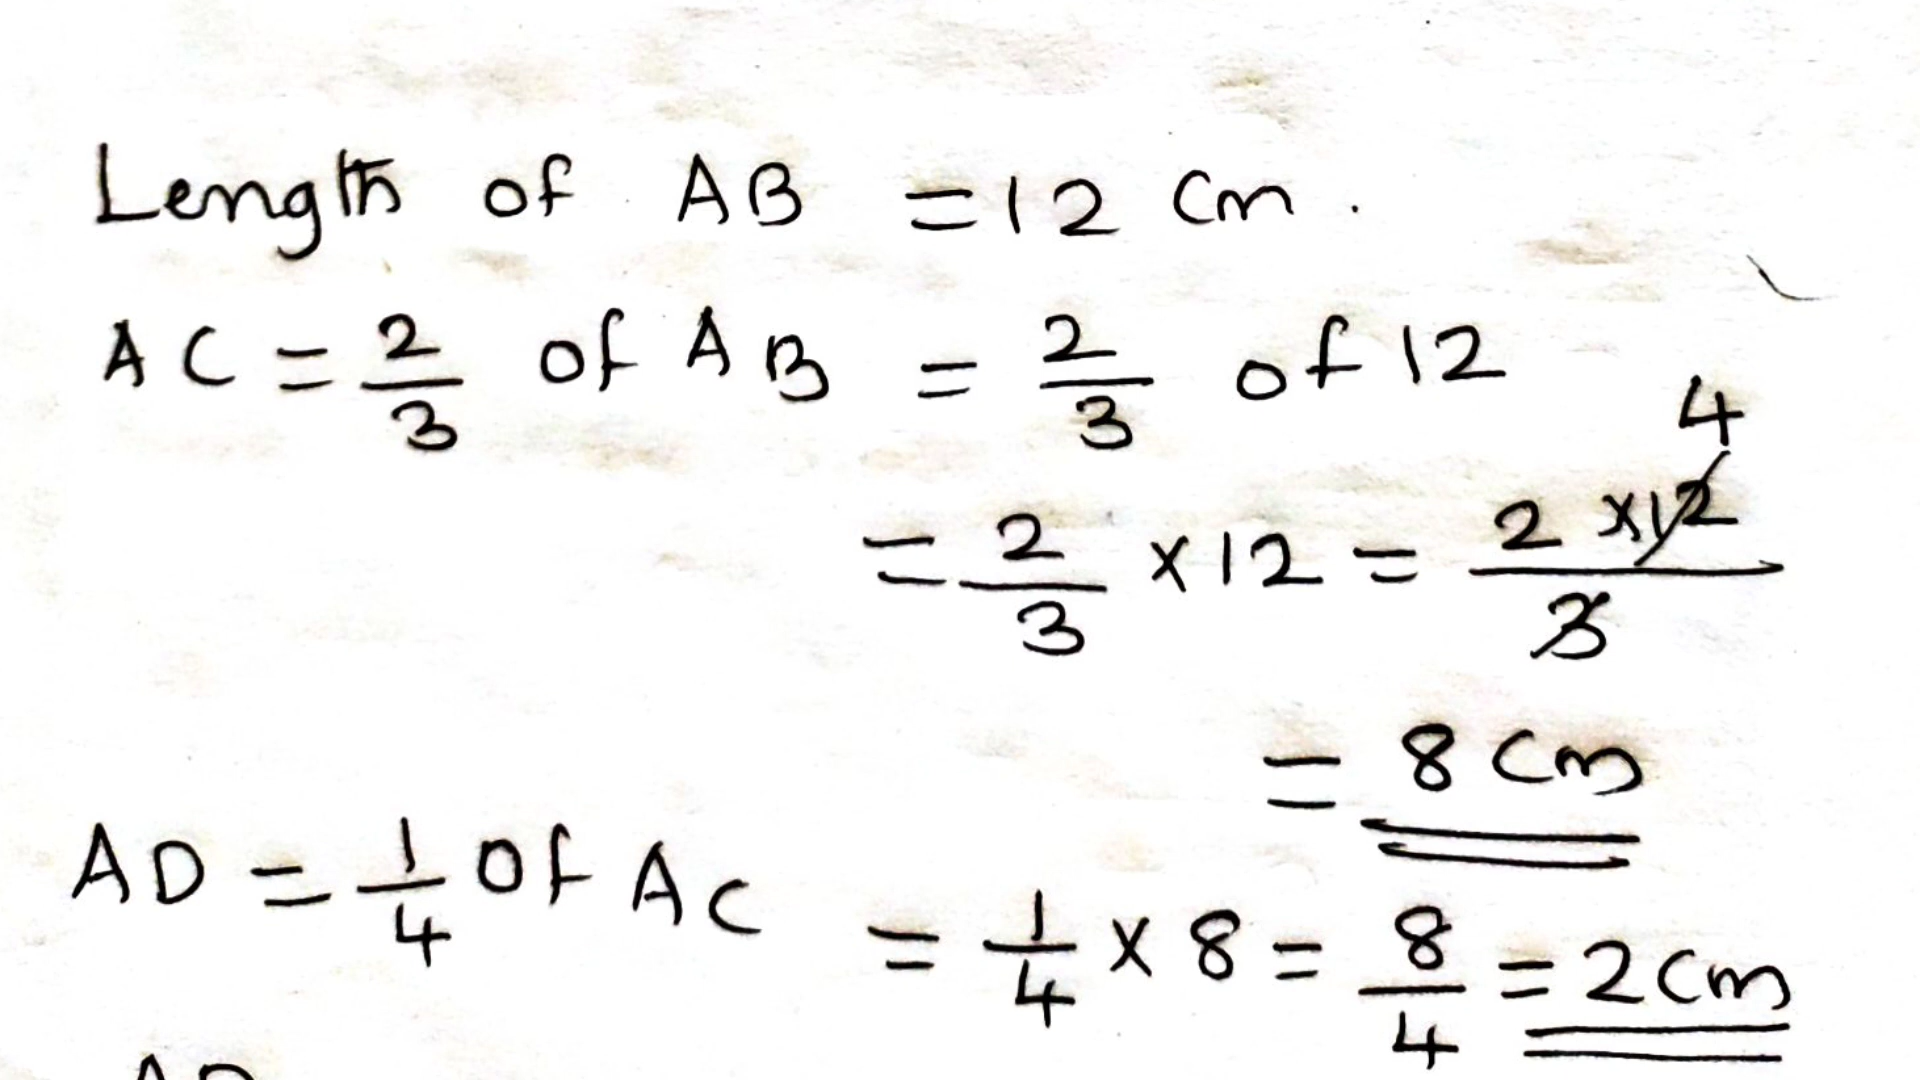 Length of AB = 12 cm.
AC = 2/3 of AB = 2/3 of 12
= 2/3 × 12 = 2 × 12/3 4
= 8 cm
AD = 1/4 of AC = 1/4 × 8 = 8/4 = 2 cm